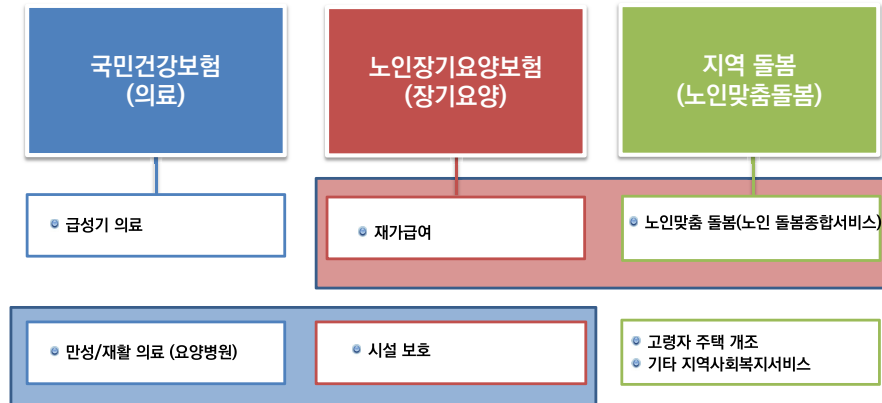 국민건강보험
(의료)
노인장기요양보험
(장기요양)
지역 돌봄
(노인맞춤돌봄)
급성기 의료
재가급여
노인맞춤 돌봄(노인 돌봄종합서비스)
만성/재활 의료 (요양병원)
시설 보호
고령자 주택 개조
기타 지역사회복지서비스